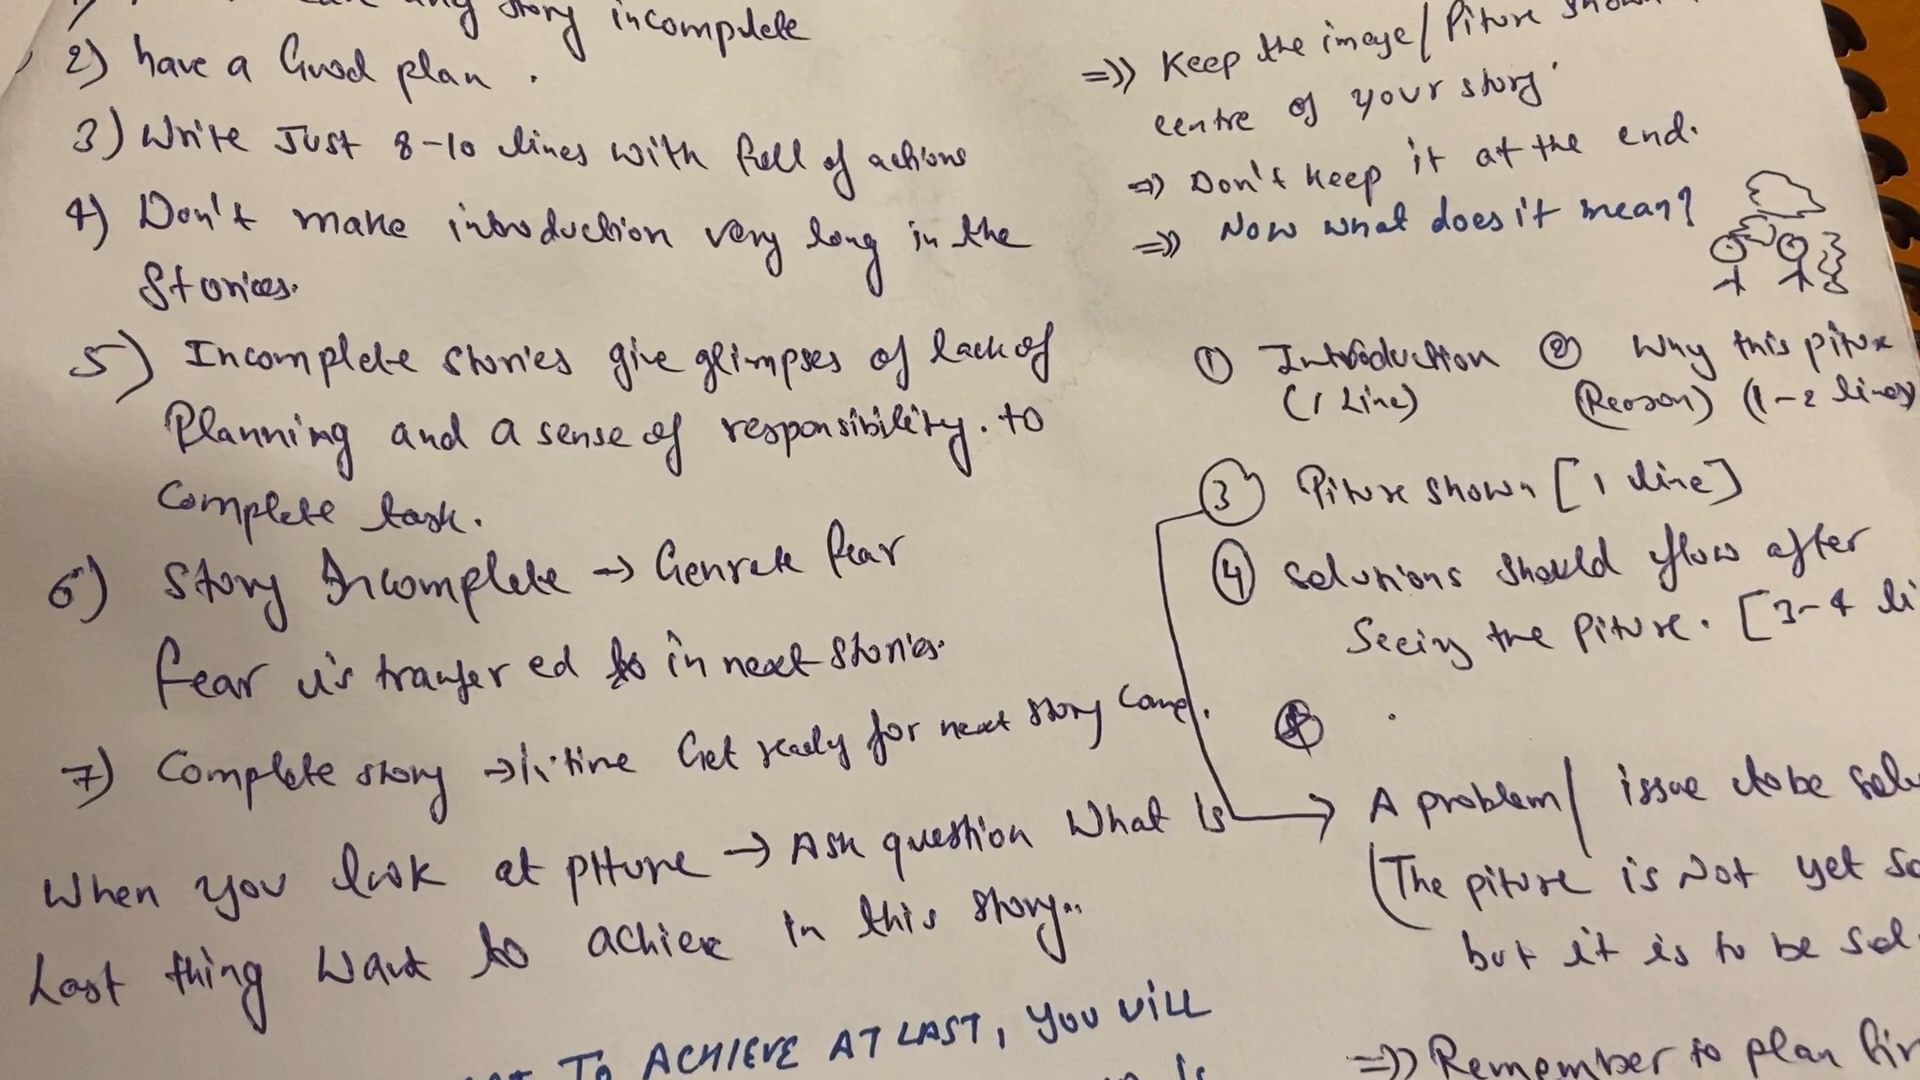 any story incomplete
2) have a Good plan .
3) Write Just 8-10 lines with full of actions
4) Don't make introduction very long in the
Stories.
5) Incomplete stories give glimpses of lack of
Planning and a sense of responsibility. to
Complete task.
6) Story Incomplete → Genrate fear
fear is transfer ed to in next stories.
7) Complete story → in time Get ready for next story
When you look at pitture → Ask question What is
Last thing want to achieve in this story..
TO ACHIEVE AT LAST, YOU VILL
is
⇒ Keep the image/ Piture shown
centre of your story
⇒ Don't keep it at the end.
⇒ Now what does it mean?
① Introduction ② Why this piture
(1 Line) (Reason) (1-2 lines)
③ Piture shown [1 line]
④ Solutions should flow after
Seeing the Piture. [3-4 li
A problem/ issue to be
(The piture is Not yet
but it is to be
⇒ Remember to plan